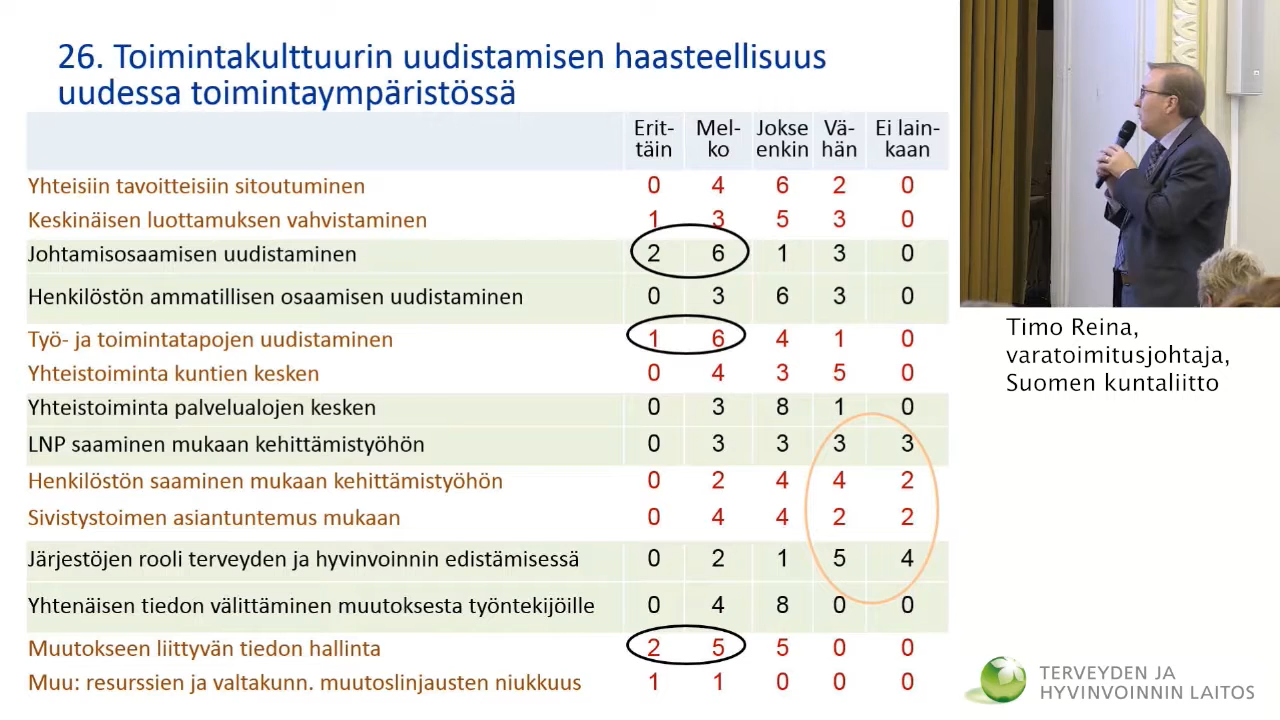 26. Toimintakulttuurin uudistamisen haasteellisuus
uudessa toimintaympäristössä
Erit-
täin Mel-
ko Jokse
enkin Vä-
hän Ei lain-
kaan
Yhteisiin tavoitteisiin sitoutuminen 0 4 6 2 0
Keskinäisen luottamuksen vahvistaminen 1 3 5 3 0
Johtamisosaamisen uudistaminen 2 6 1 3 0
Henkilöstön ammatillisen osaamisen uudistaminen 0 3 6 3 0
Työ- ja toimintatapojen uudistaminen 1 6 4 1 0
Yhteistoiminta kuntien kesken 0 4 3 5 0
Yhteistoiminta palvelualojen kesken 0 3 8 1 0
LNP saaminen mukaan kehittämistyöhön 0 3 3 3 3
Henkilöstön saaminen mukaan kehittämistyöhön 0 2 4 4 2
Sivistystoimen asiantuntemus mukaan 0 4 4 2 2
Järjestöjen rooli terveyden ja hyvinvoinnin edistämisessä 0 2 1 5 4
Yhtenäisen tiedon välittäminen muutoksesta työntekijöille 0 4 8 0 0
Muutokseen liittyvän tiedon hallinta 2 5 5 0 0
Muu: resurssien ja valtakunn. muutoslinjausten niukkuus 1 1 0 0 0
Timo Reina,
varatoimitusjohtaja,
Suomen kuntaliitto
TERVEYDEN JA
HYVINVOINNIN LAITOS